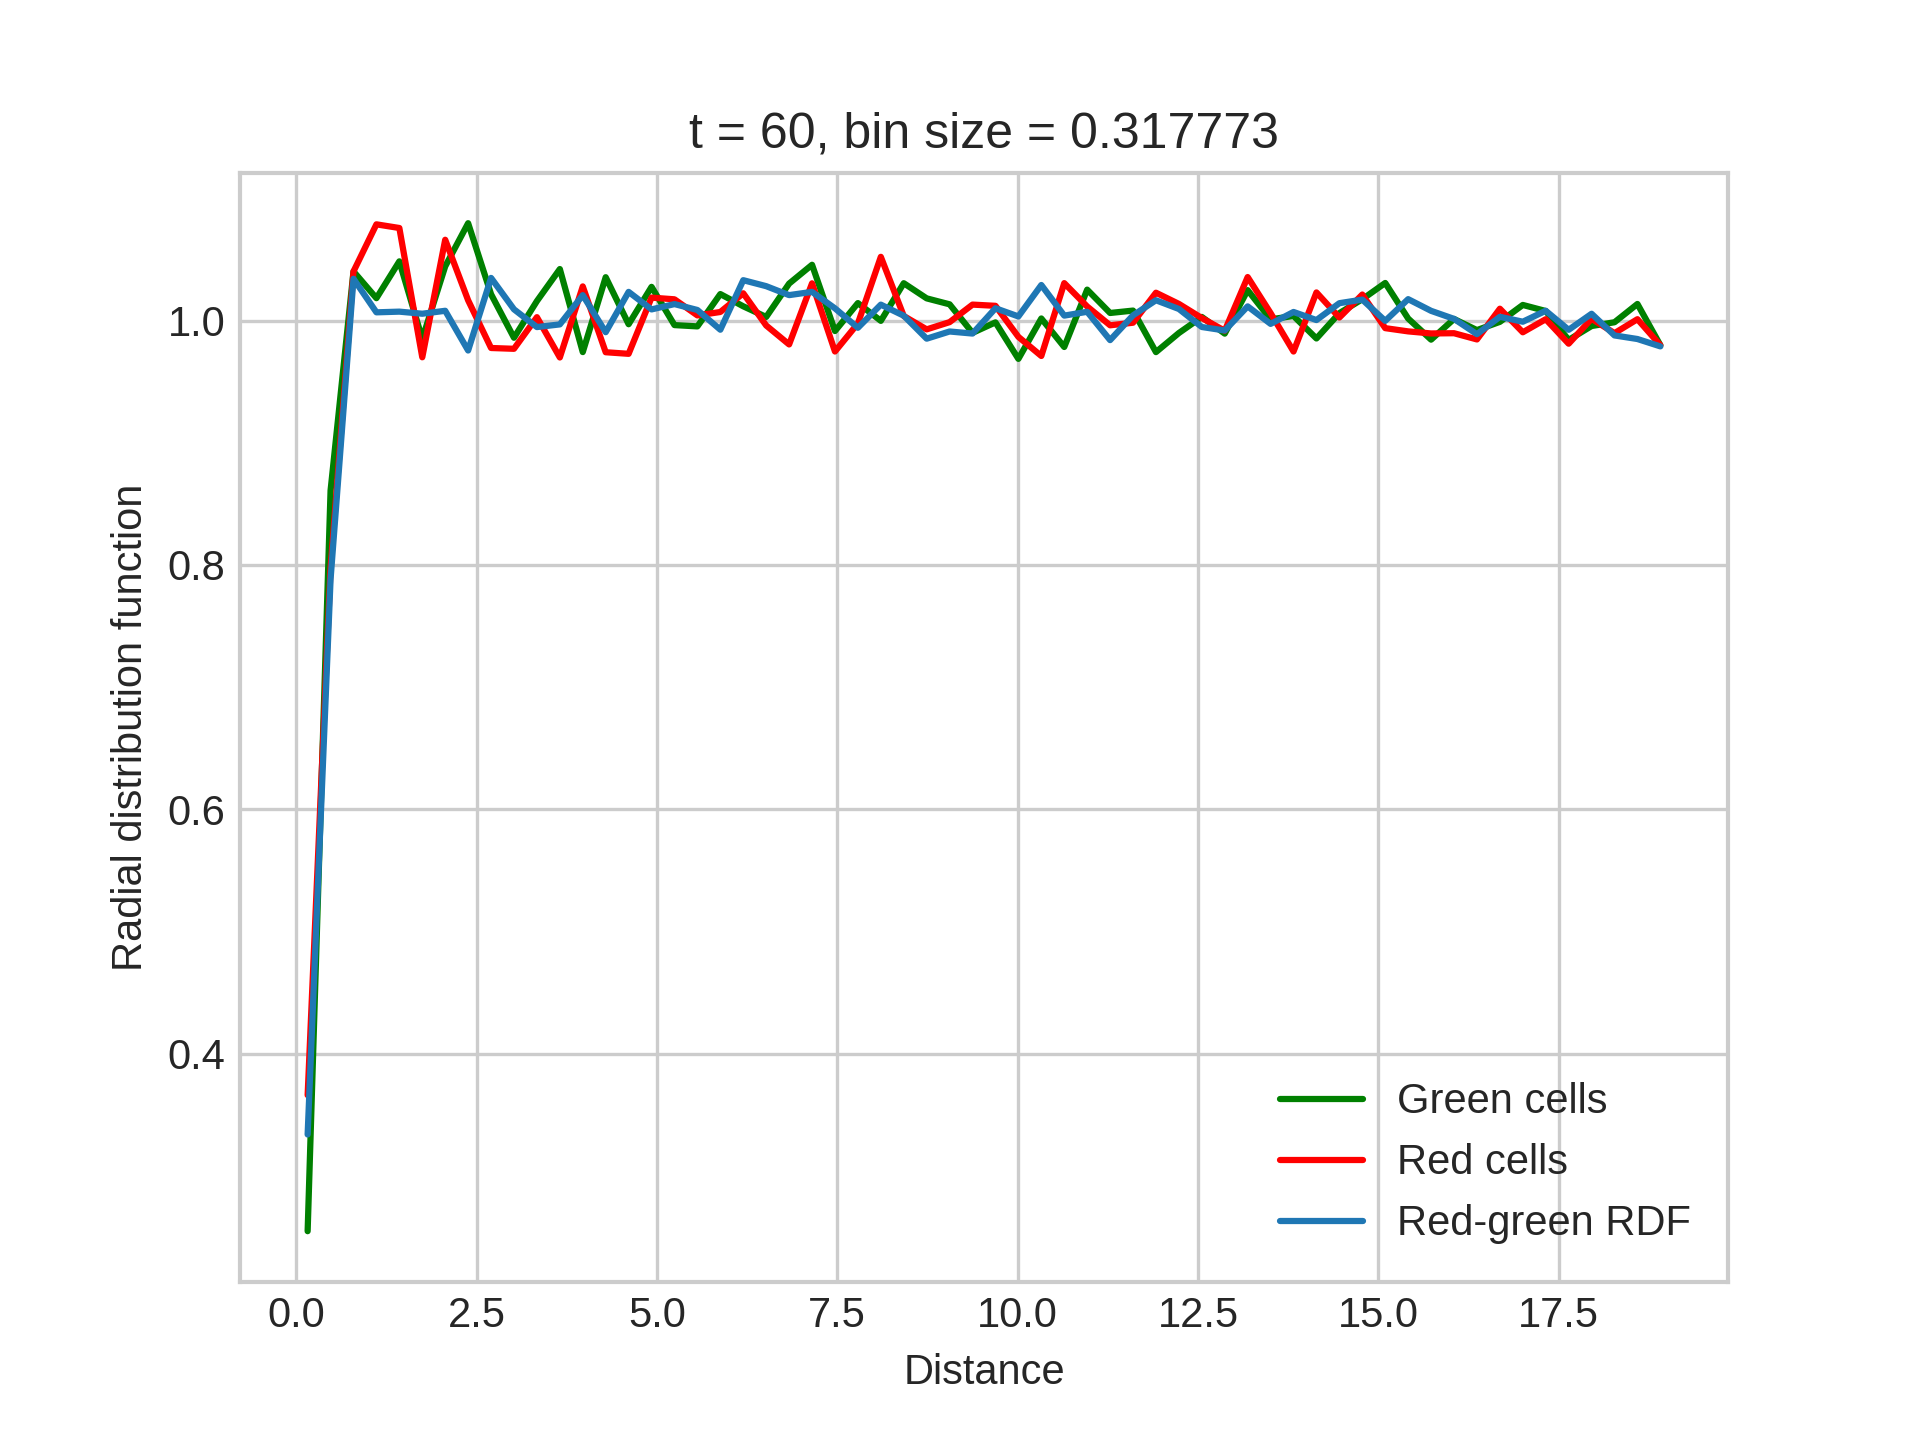 t = 60, bin size = 0.317773
Radial distribution function
1.0
0.8
0.6
0.4
Green cells
Red cells
Red-green RDF
0.0 2.5 5.0 7.5 10.0 12.5 15.0 17.5
Distance